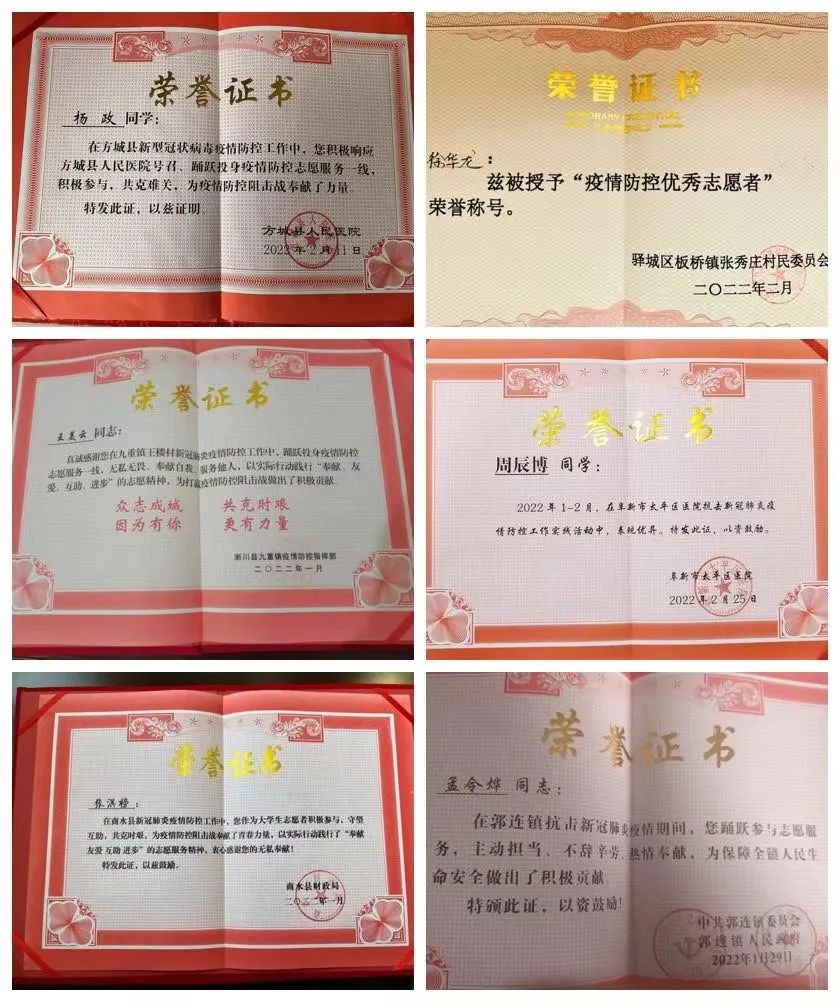 荣誉证书
杨政 同学：
在方城县新型冠状病毒疫情防控工作中，您积极响应
方城县人民医院号召、踊跃投身疫情防控志愿服务一线，
积极参与、共克难关，为疫情防控阻击战奉献了力量。
特发此证，以兹证明。
方城县人民医院
2022年2月11日
荣誉证书
徐华龙：
兹被授予“疫情防控优秀志愿者”
荣誉称号。
驿城区板桥镇张秀庄村民委员会
二〇二二年二月
荣誉证书
王美云 同志：
真诚感谢您在九重镇王楼村新冠肺炎疫情防控工作中，踊跃投身疫情防控
志愿服务一线，无私无畏、奉献自我、服务他人，以实际行动践行“奉献、友
爱、互助、进步”的志愿精神，为打赢疫情防控阻击战做出了积极贡献。
众志成城 共克时艰
因为有你 更有力量
淅川县九重镇疫情防控指挥部
二〇二二年一月
荣誉证书
周辰博 同学：
2022年1-2月，在阜新市太平区医院抗击新冠肺炎疫
情防控工作实践活动中，表现优异。特发此证，以资鼓励。
阜新市太平区医院
2022年2月25日
荣誉证书
张淇榜：
在商水县新冠肺炎疫情防控工作中，您作为大学生志愿者积极参与、守望
互助，共克时艰，为疫情防控阻击战奉献了青春力量，以实际行动践行了“奉献
友爱 互助 进步”的志愿服务精神，衷心感谢您的无私奉献！
特发此证，以兹鼓励。
商水县财政局
二〇二二年一月
荣誉证书
孟令烨 同志：
在郭连镇抗击新冠肺炎疫情期间，您踊跃参与志愿服
务，主动担当、不辞辛劳、热情奉献，为保障全镇人民生
命安全做出了积极贡献。
特颁此证，以资鼓励！
中共郭连镇委员会
郭连镇人民政府
2022年1月29日